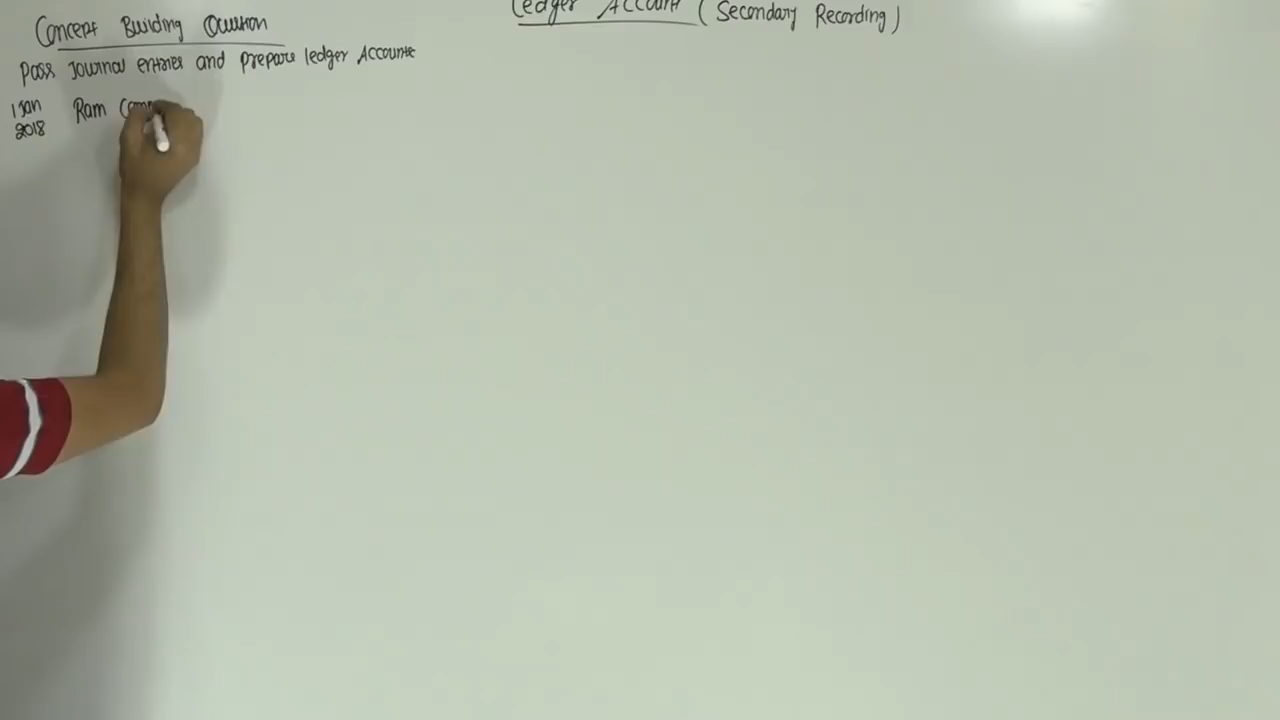 Ledger Account (Secondary Recording)
Concept Building Question
Pass Journal entries and prepare ledger Accounts
1 Jan Ram
2018